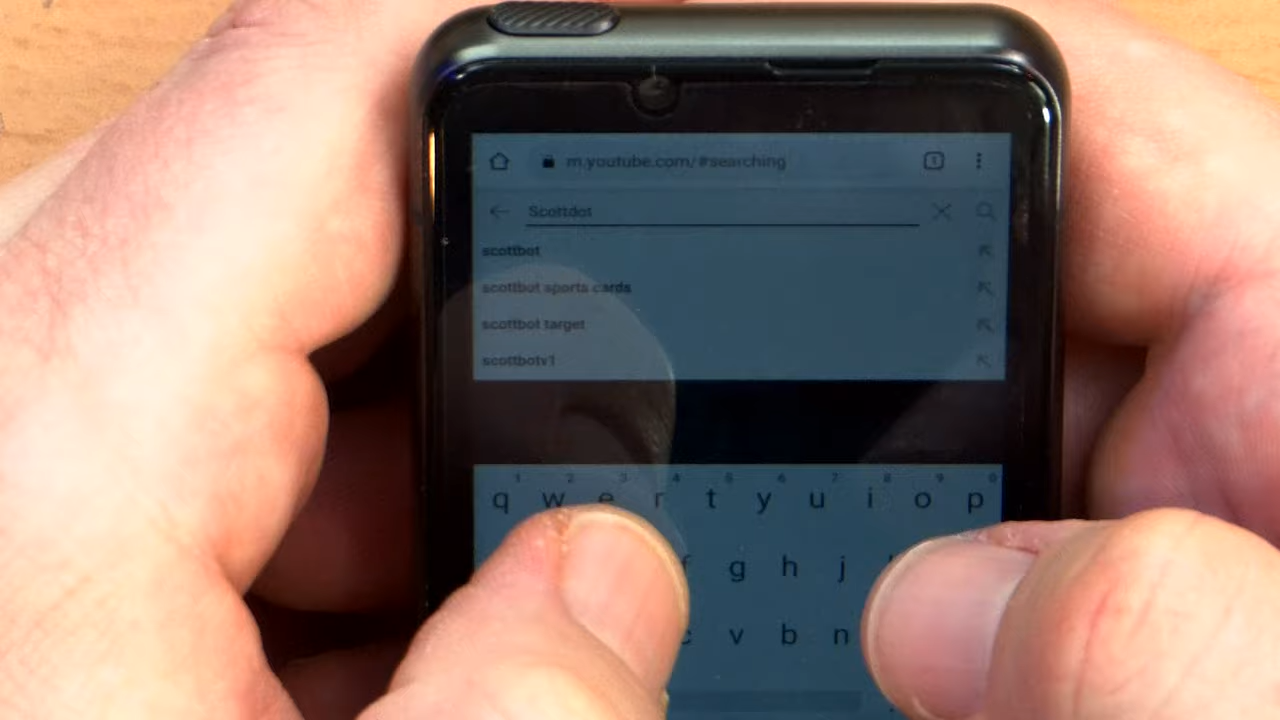 m.youtube.com/#searching 1
Scottdot
scottbot
scottbot sports cards
scottbot target
scottbotv1
1 2 3 4 5 6 7 8 9 0
q w e r t y u i o p
f g h j
c v b n